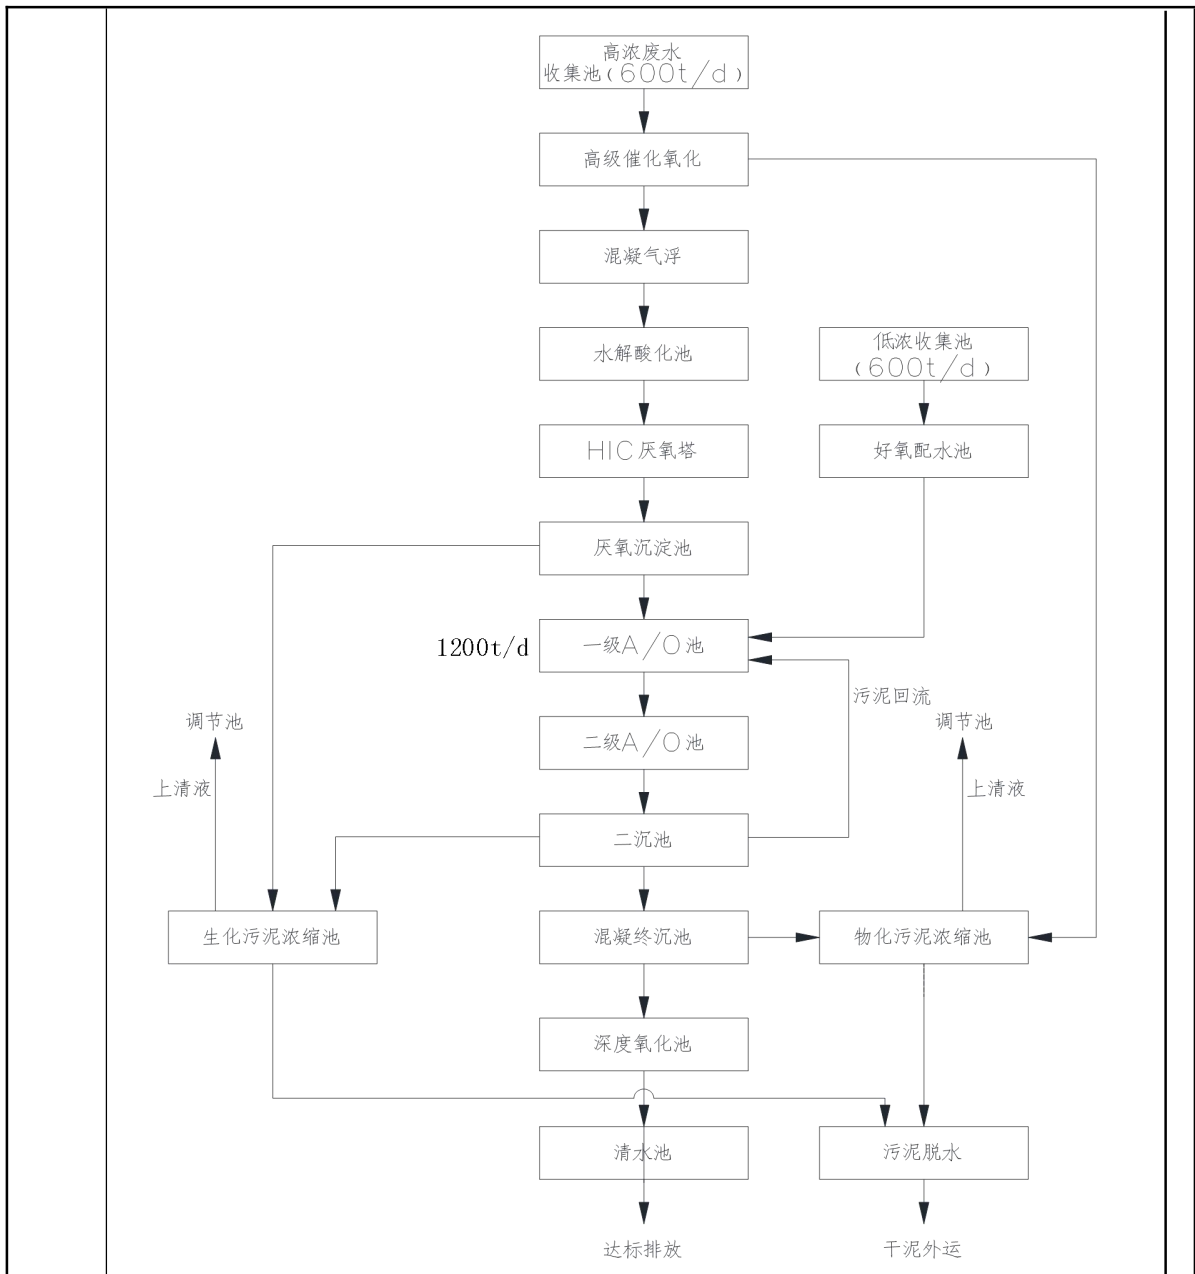 高浓废水
收集池(600t/d)
高级催化氧化
混凝气浮
水解酸化池
低浓收集池
(600t/d)
HIC厌氧塔
好氧配水池
厌氧沉淀池
1200t/d
一级A/O池
污泥回流
调节池
二级A/O池
调节池
上清液
上清液
二沉池
生化污泥浓缩池
混凝终沉池
物化污泥浓缩池
深度氧化池
清水池
污泥脱水
达标排放
干泥外运